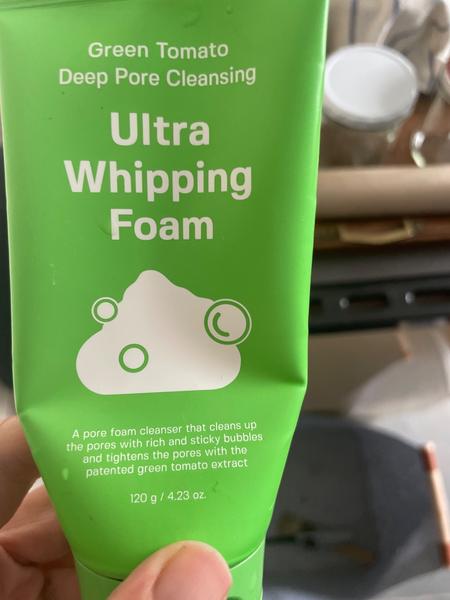 Green Tomato
Deep Pore Cleansing
Ultra
Whipping
Foam
A pore foam cleanser that cleans up
the pores with rich and sticky bubbles
and tightens the pores with the
patented green tomato extract
120 g / 4.23 oz.